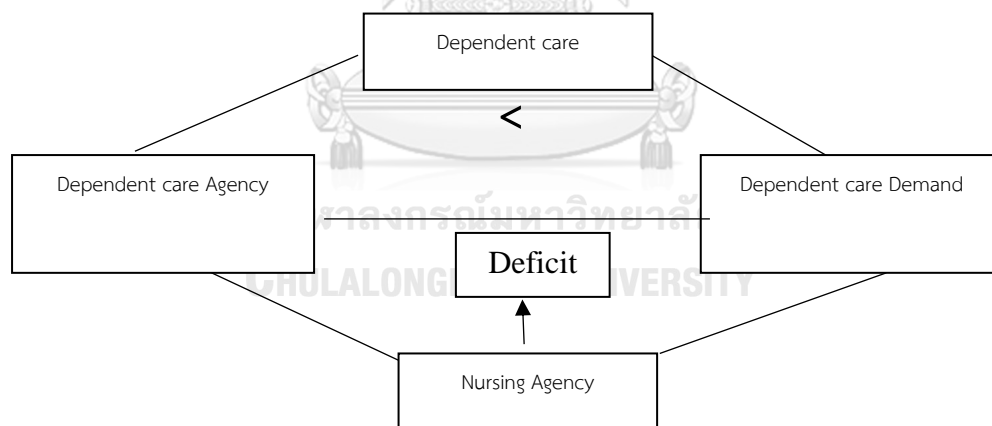 Dependent care
<
Dependent care Agency
Dependent care Demand
Deficit
Nursing Agency